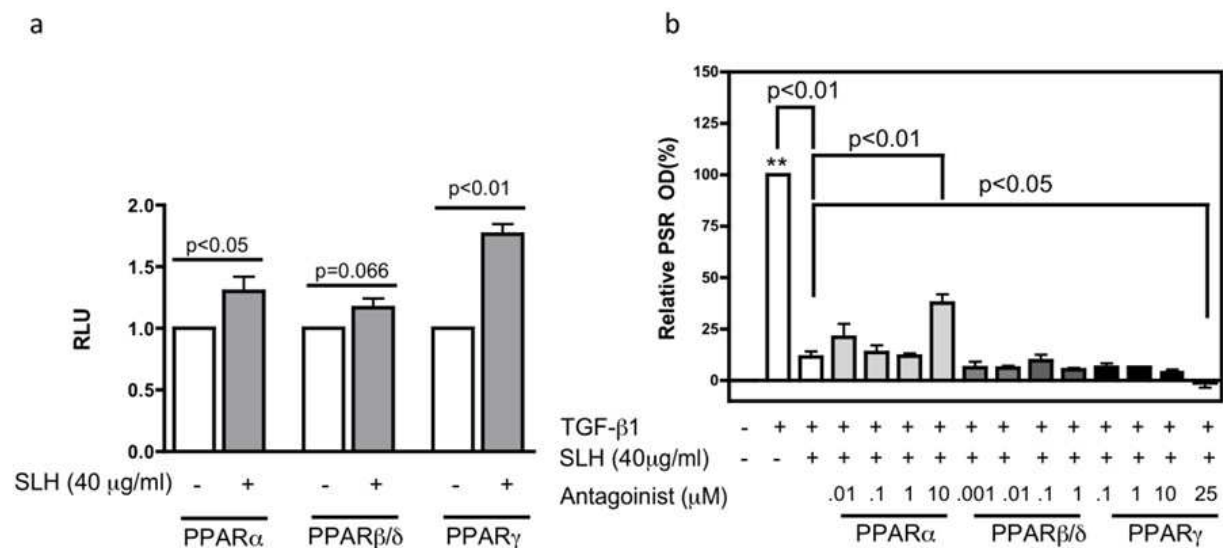 a
RLU
2.0
1.5
1.0
0.5
0.0
p<0.05
p=0.066
p<0.01
SLH (40 μg/ml) - + - + - +
PPARα PPARβ/δ PPARγ
b
Relative PSR OD(%)
150
125
100
75
50
25
0
p<0.01
p<0.01
**
p<0.05
TGF-β1 - + + + + + + + + + + + + +
SLH (40μg/ml) + + + + + + + + + + + +
Antagoinist (μM) .01 .1 1 10 .001 .01 .1 1 .1 1 10 25
PPARα PPARβ/δ PPARγ